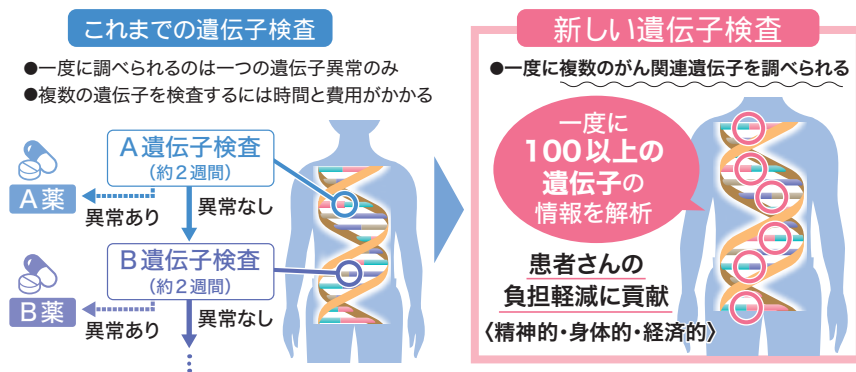 これまでの遺伝子検査
●一度に調べられるのは一つの遺伝子異常のみ
●複数の遺伝子を検査するには時間と費用がかかる
A遺伝子検査
(約2週間)
A薬
異常あり
異常なし
B遺伝子検査
(約2週間)
B薬
異常あり
異常なし
⋮
新しい遺伝子検査
●一度に複数のがん関連遺伝子を調べられる
一度に
100以上の
遺伝子の
情報を解析
患者さんの
負担軽減に貢献
〈精神的・身体的・経済的〉